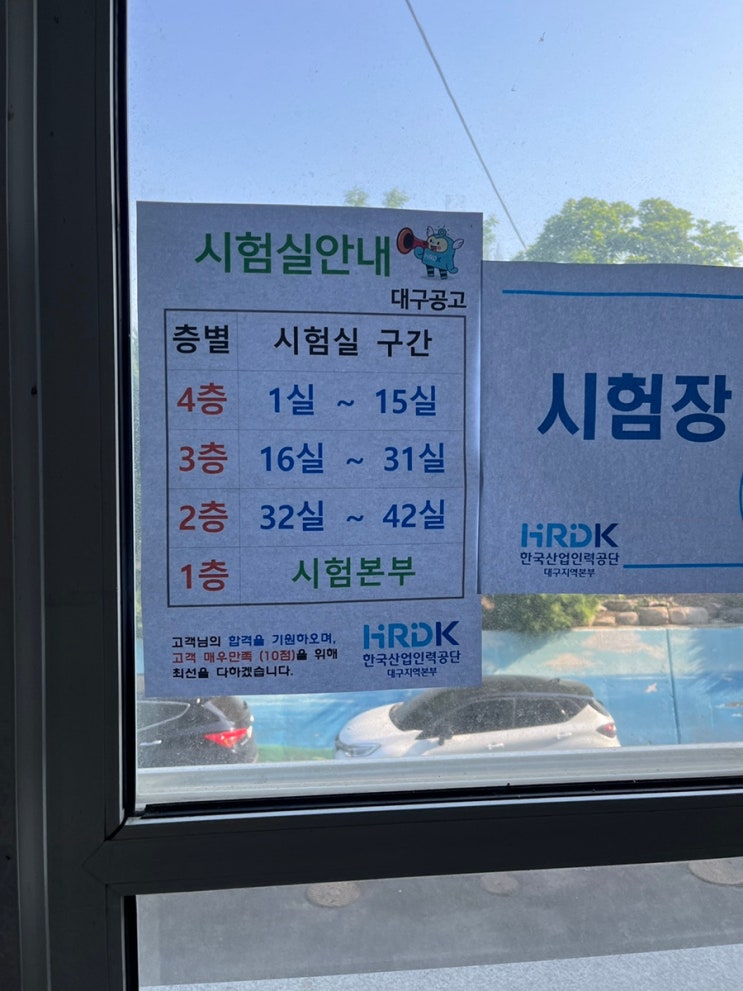 시험실안내
대구공고
층별 시험실 구간
4층 1실 ~ 15실
3층 16실 ~ 31실
2층 32실 ~ 42실
1층 시험본부
고객님의 합격을 기원하오며,
고객 매우만족 (10점)을 위해
최선을 다하겠습니다.
HRDK
한국산업인력공단
대구지역본부
시험장
HRDK
한국산업인력공단
대구지역본부